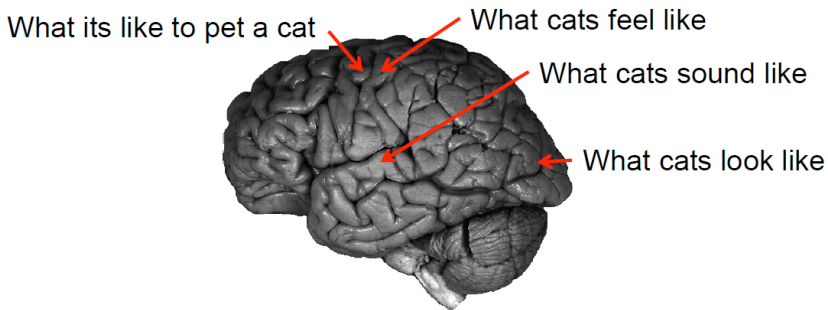 What its like to pet a cat
What cats feel like
What cats sound like
What cats look like